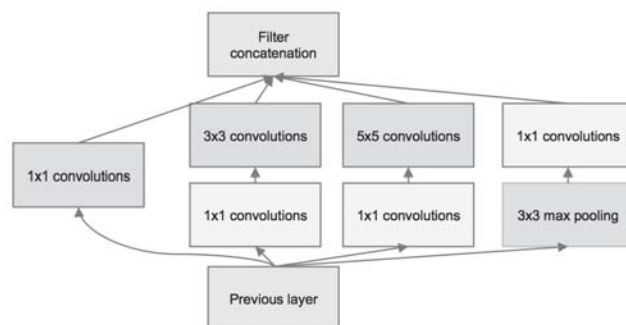 Filter
concatenation
3x3 convolutions
5x5 convolutions
1x1 convolutions
1x1 convolutions
1x1 convolutions
1x1 convolutions
3x3 max pooling
Previous layer